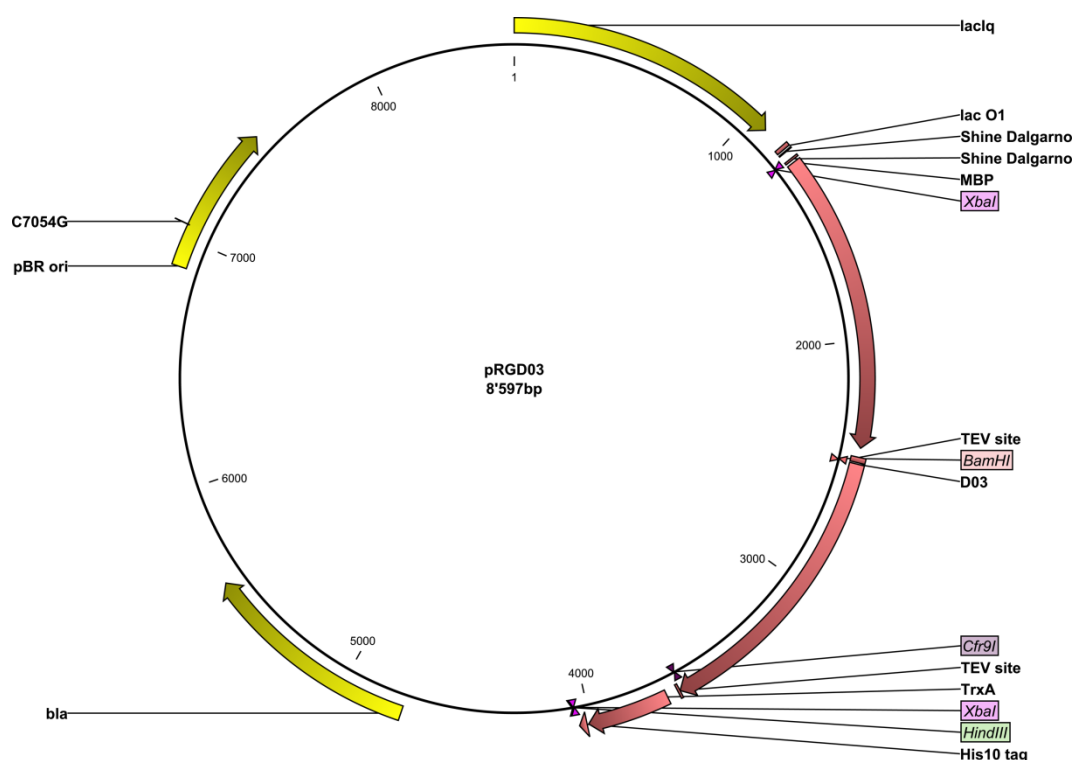 lacIq
lac O1
Shine Dalgarno
Shine Dalgarno
MBP
XbaI
TEV site
BamHI
D03
Cfr9I
TEV site
TrxA
XbaI
HindIII
His10 tag
bla
pBR ori
C7054G
1
1000
2000
3000
4000
5000
6000
7000
8000
pRGD03
8'597bp